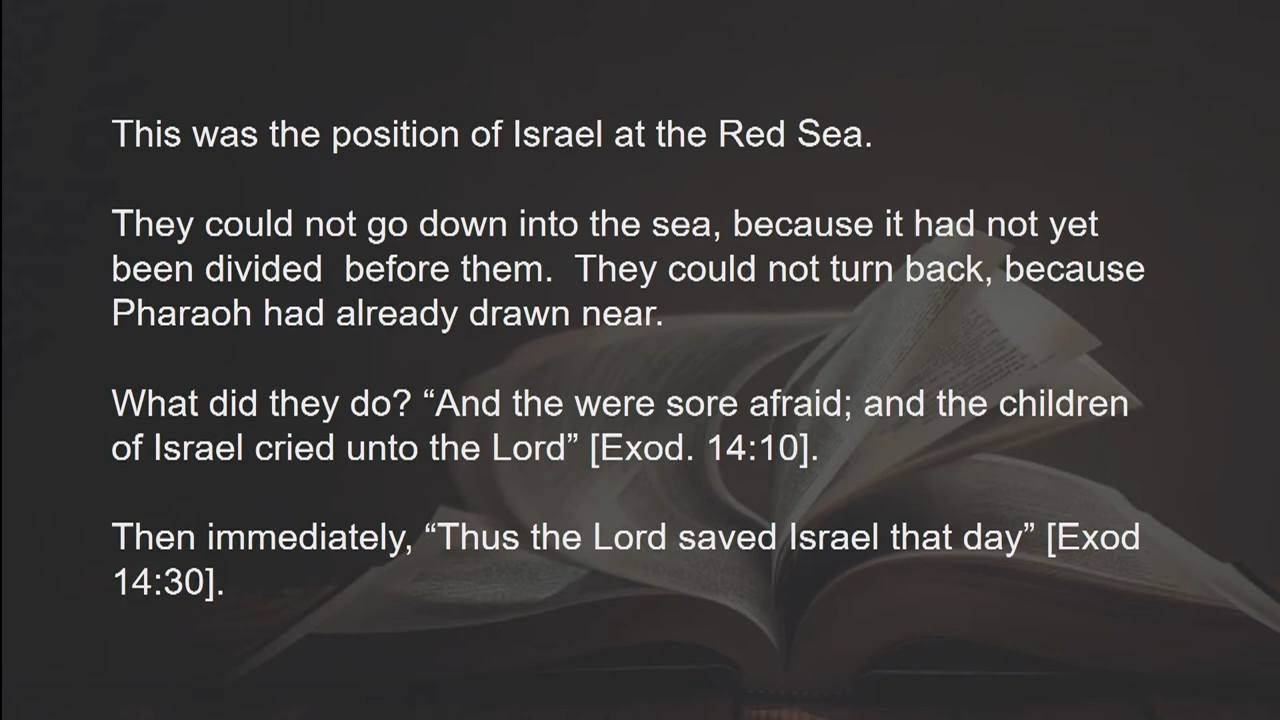 This was the position of Israel at the Red Sea.
They could not go down into the sea, because it had not yet
been divided  before them.  They could not turn back, because
Pharaoh had already drawn near.
What did they do? “And the were sore afraid; and the children
of Israel cried unto the Lord” [Exod. 14:10].
Then immediately, “Thus the Lord saved Israel that day” [Exod
14:30].